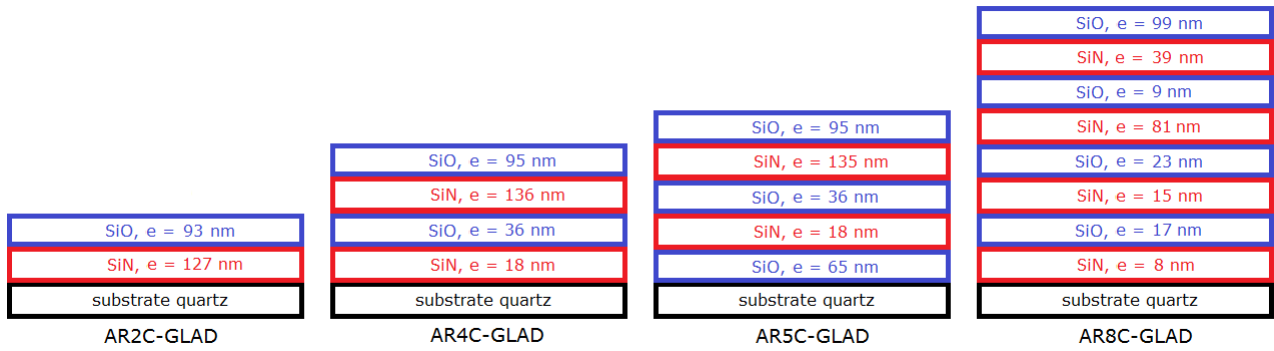 SiO, e = 93 nm
SiN, e = 127 nm
substrate quartz
AR2C-GLAD
SiO, e = 95 nm
SiN, e = 136 nm
SiO, e = 36 nm
SiN, e = 18 nm
substrate quartz
AR4C-GLAD
SiO, e = 95 nm
SiN, e = 135 nm
SiO, e = 36 nm
SiN, e = 18 nm
SiO, e = 65 nm
substrate quartz
AR5C-GLAD
SiO, e = 99 nm
SiN, e = 39 nm
SiO, e = 9 nm
SiN, e = 81 nm
SiO, e = 23 nm
SiN, e = 15 nm
SiO, e = 17 nm
SiN, e = 8 nm
substrate quartz
AR8C-GLAD